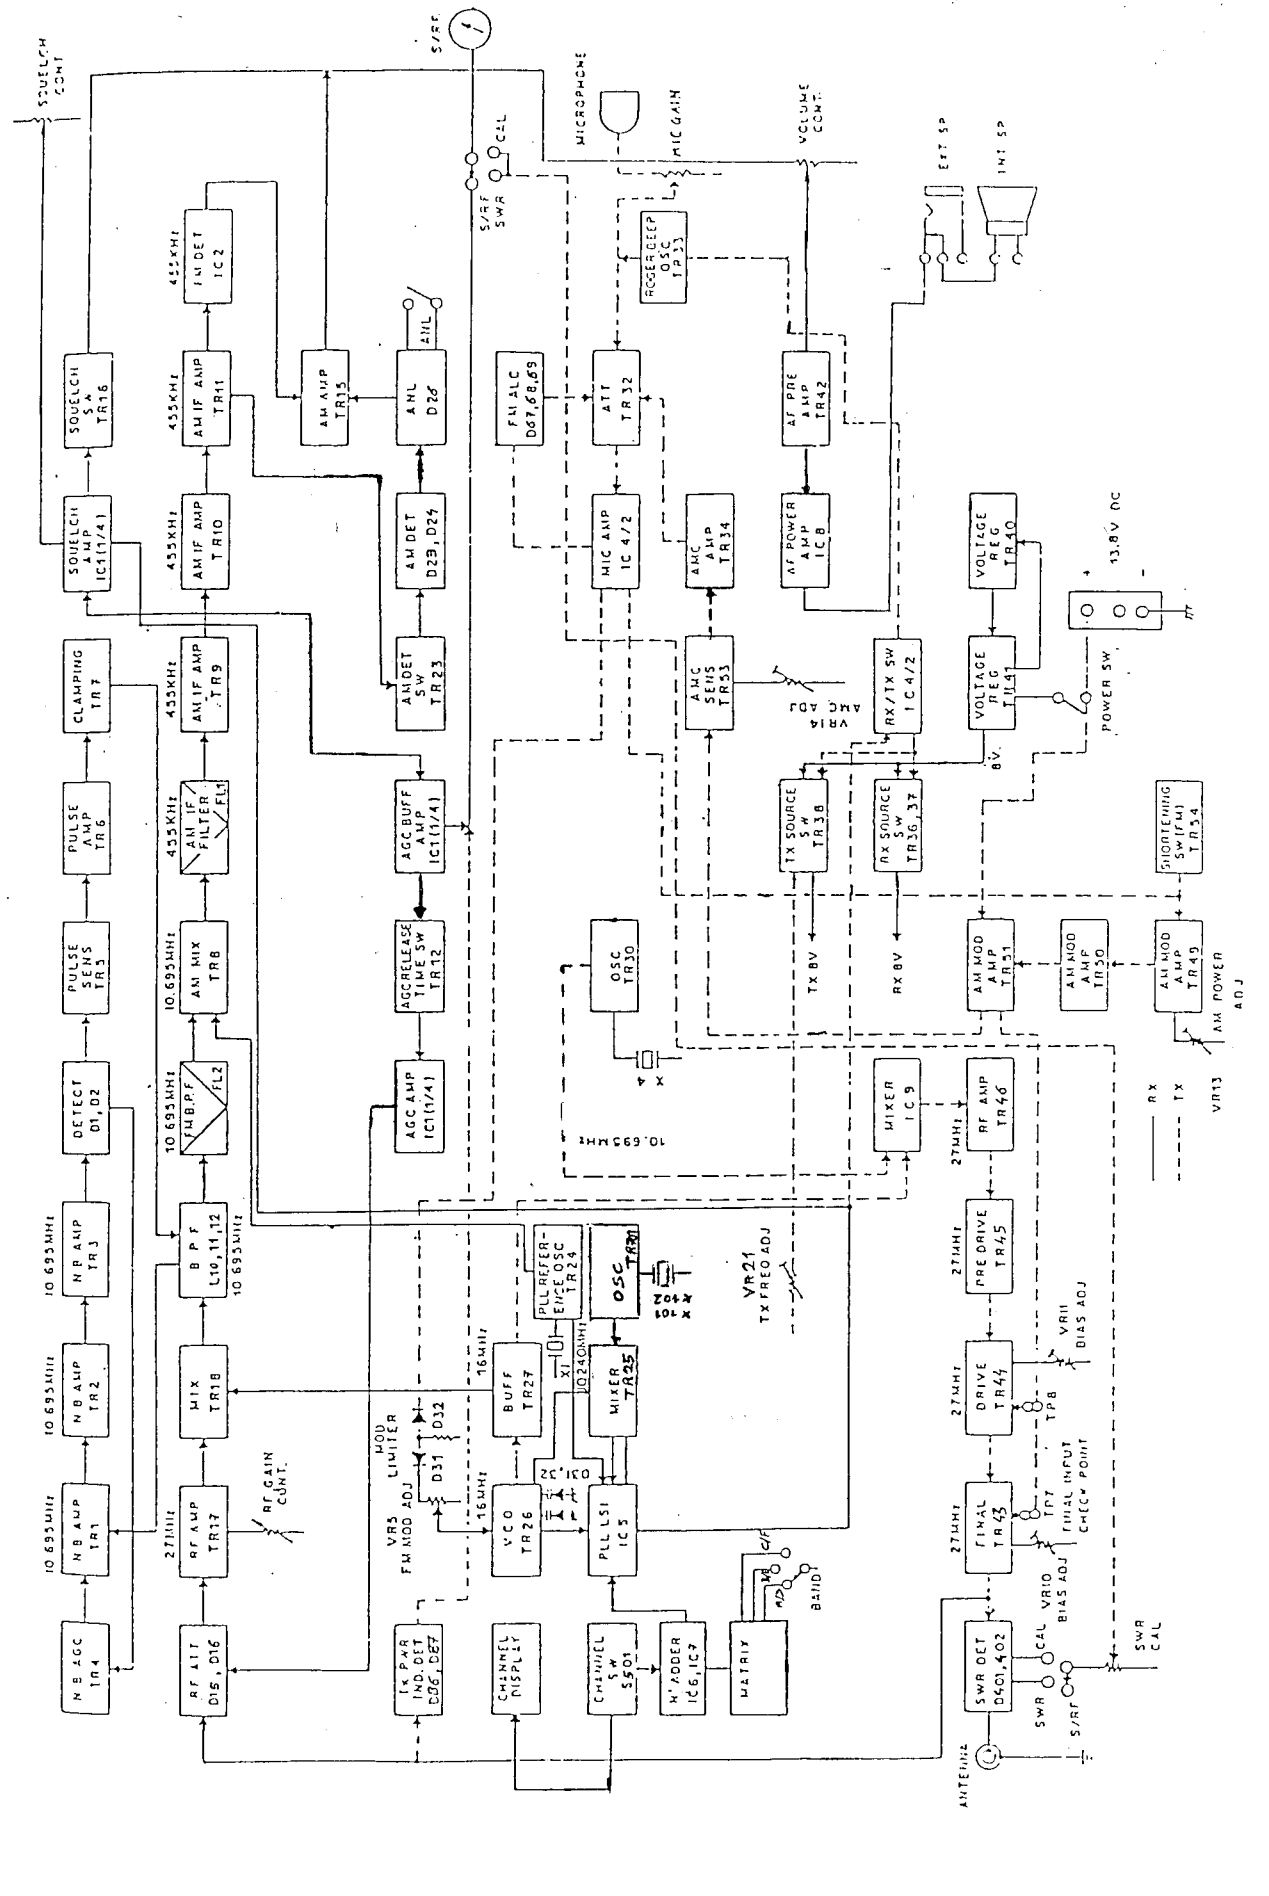 SQUELCH
CONT.
S/RF
SQUELCH
SW
TR16
SQUELCH
AMP
IC1(1/4)
CLAMPING
TR7
PULSE
AMP
TR6
PULSE
SENS
TR5
DETECT
D1, D2
10.695MHz
NB AMP
TR3
10.695MHz
NB AMP
TR2
10.695MHz
NB AMP
TR1
NB AGC
TR4
455KHz
FM DET
IC2
455KHz
AM IF AMP
TR11
455KHz
AM IF AMP
TR10
455KHz
AM IF AMP
TR9
455KHz
AM IF
FILTER
FL1
10.695MHz
AM MIX
TR8
10.695MHz
FM B.P.F
FL2
B P F
L10,11,12
10.695MHz
MIX
TR18
27MHz
RF AMP
TR17
RF GAIN
CONT.
RF ATT
D15, D16
AM AMP
TR15
ANL
ANL
D26
AM DET
D23, D24
AM DET
SW
TR23
AGC BUFF
AMP
IC1(1/4)
AGC RELEASE
TIME SW
TR12
AGC AMP
IC1(1/4)
S/RF
SWR
CAL
MICROPHONE
MIC GAIN
VOLUME
CONT.
EXT SP
INT SP
OSC
TR33
FM ALC
D67,68,69
ATT
TR32
MIC AMP
IC 4/2
AMC
AMP
TR34
AMC
SENS
TR53
VR14
AMC ADJ
AF PRE
AMP
TR42
AF POWER
AMP
IC8
RX/TX SW
IC4/2
TX SOURCE
SW
TR38
RX SOURCE
SW
TR36,37
TX 8V
RX 8V
VOLTAGE
REG
TR40
VOLTAGE
REG
8V
13.8V DC
+
-
POWER SW.
SHORTENING
SW(FM)
TR54
AM MOD
AMP
TR51
AM MOD
AMP
TR50
AM MOD
AMP
TR49
AM POWER
ADJ
VR13
RX
TX
OSC
TR30
X4
10.695MHz
MIXER
IC9
27MHz
RF AMP
TR46
27MHz
PREDRIVE
TR45
27MHz
DRIVE
TR44
VR11
BIAS ADJ
TP8
27MHz
FINAL
TR43
TP7
FINAL INPUT
CHECK POINT
VR10
BIAS ADJ
SWR DET
D401,402
CAL
SWR
S/RF
SWR
CAL
ANTENNA
VR21
TX FREQ ADJ
PLL REFER-
ENCE OSC
TR24
OSC
X101
X102
X1
10.240MHz
MIXER
TR25
16MHz
BUFF
TR27
MOD
LIMITER
D32
D31
VR5
FM MOD ADJ
16MHz
VCO
TR26
D31,32
PLL LSI
IC5
TX PWR
IND. DET
CHANNEL
DISPLAY
CHANNEL
SW
S501
N' ADDER
IC6, IC7
MATRIX
BAND